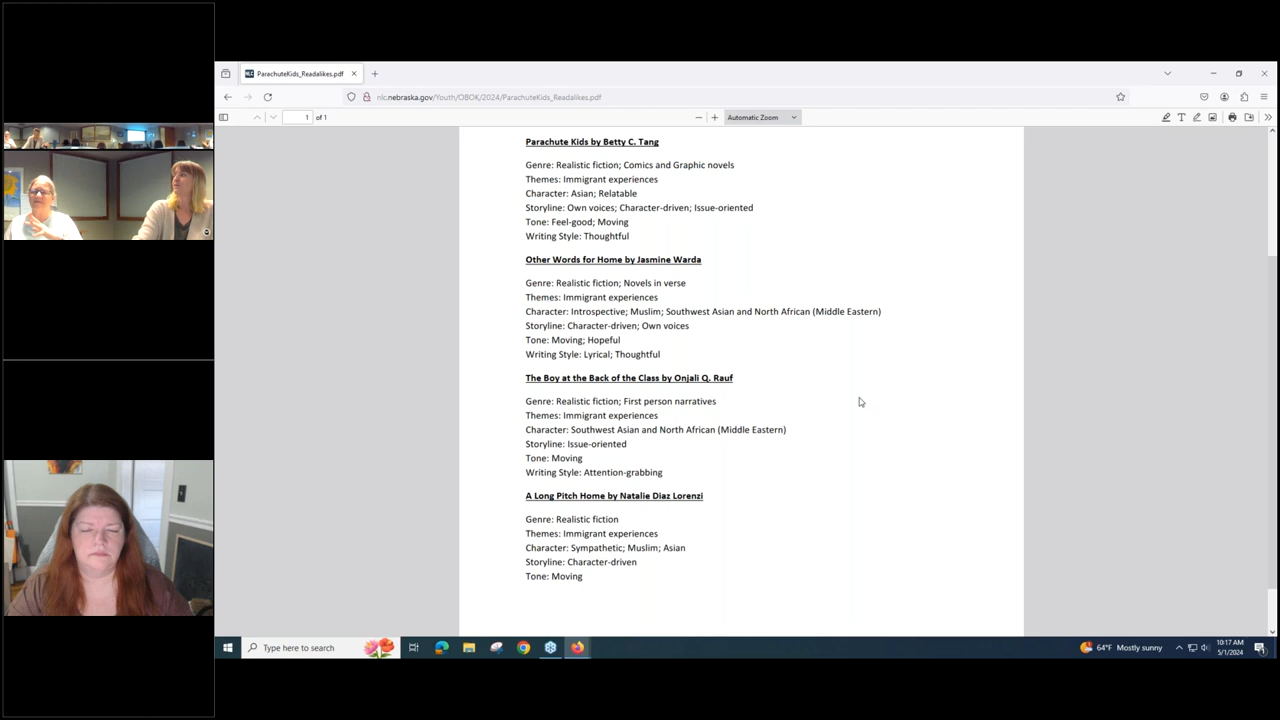 NLC ParachuteKids_Readalikes.pdf
nlc.nebraska.gov/Youth/OBOK/2024/ParachuteKids_Readalikes.pdf
1 of 1
Automatic Zoom
Parachute Kids by Betty C. Tang
Genre: Realistic fiction; Comics and Graphic novels
Themes: Immigrant experiences
Character: Asian; Relatable
Storyline: Own voices; Character-driven; Issue-oriented
Tone: Feel-good; Moving
Writing Style: Thoughtful
Other Words for Home by Jasmine Warda
Genre: Realistic fiction; Novels in verse
Themes: Immigrant experiences
Character: Introspective; Muslim; Southwest Asian and North African (Middle Eastern)
Storyline: Character-driven; Own voices
Tone: Moving; Hopeful
Writing Style: Lyrical; Thoughtful
The Boy at the Back of the Class by Onjali Q. Rauf
Genre: Realistic fiction; First person narratives
Themes: Immigrant experiences
Character: Southwest Asian and North African (Middle Eastern)
Storyline: Issue-oriented
Tone: Moving
Writing Style: Attention-grabbing
A Long Pitch Home by Natalie Diaz Lorenzi
Genre: Realistic fiction
Themes: Immigrant experiences
Character: Sympathetic; Muslim; Asian
Storyline: Character-driven
Tone: Moving
Type here to search
64°F Mostly sunny
10:17 AM
5/1/2024